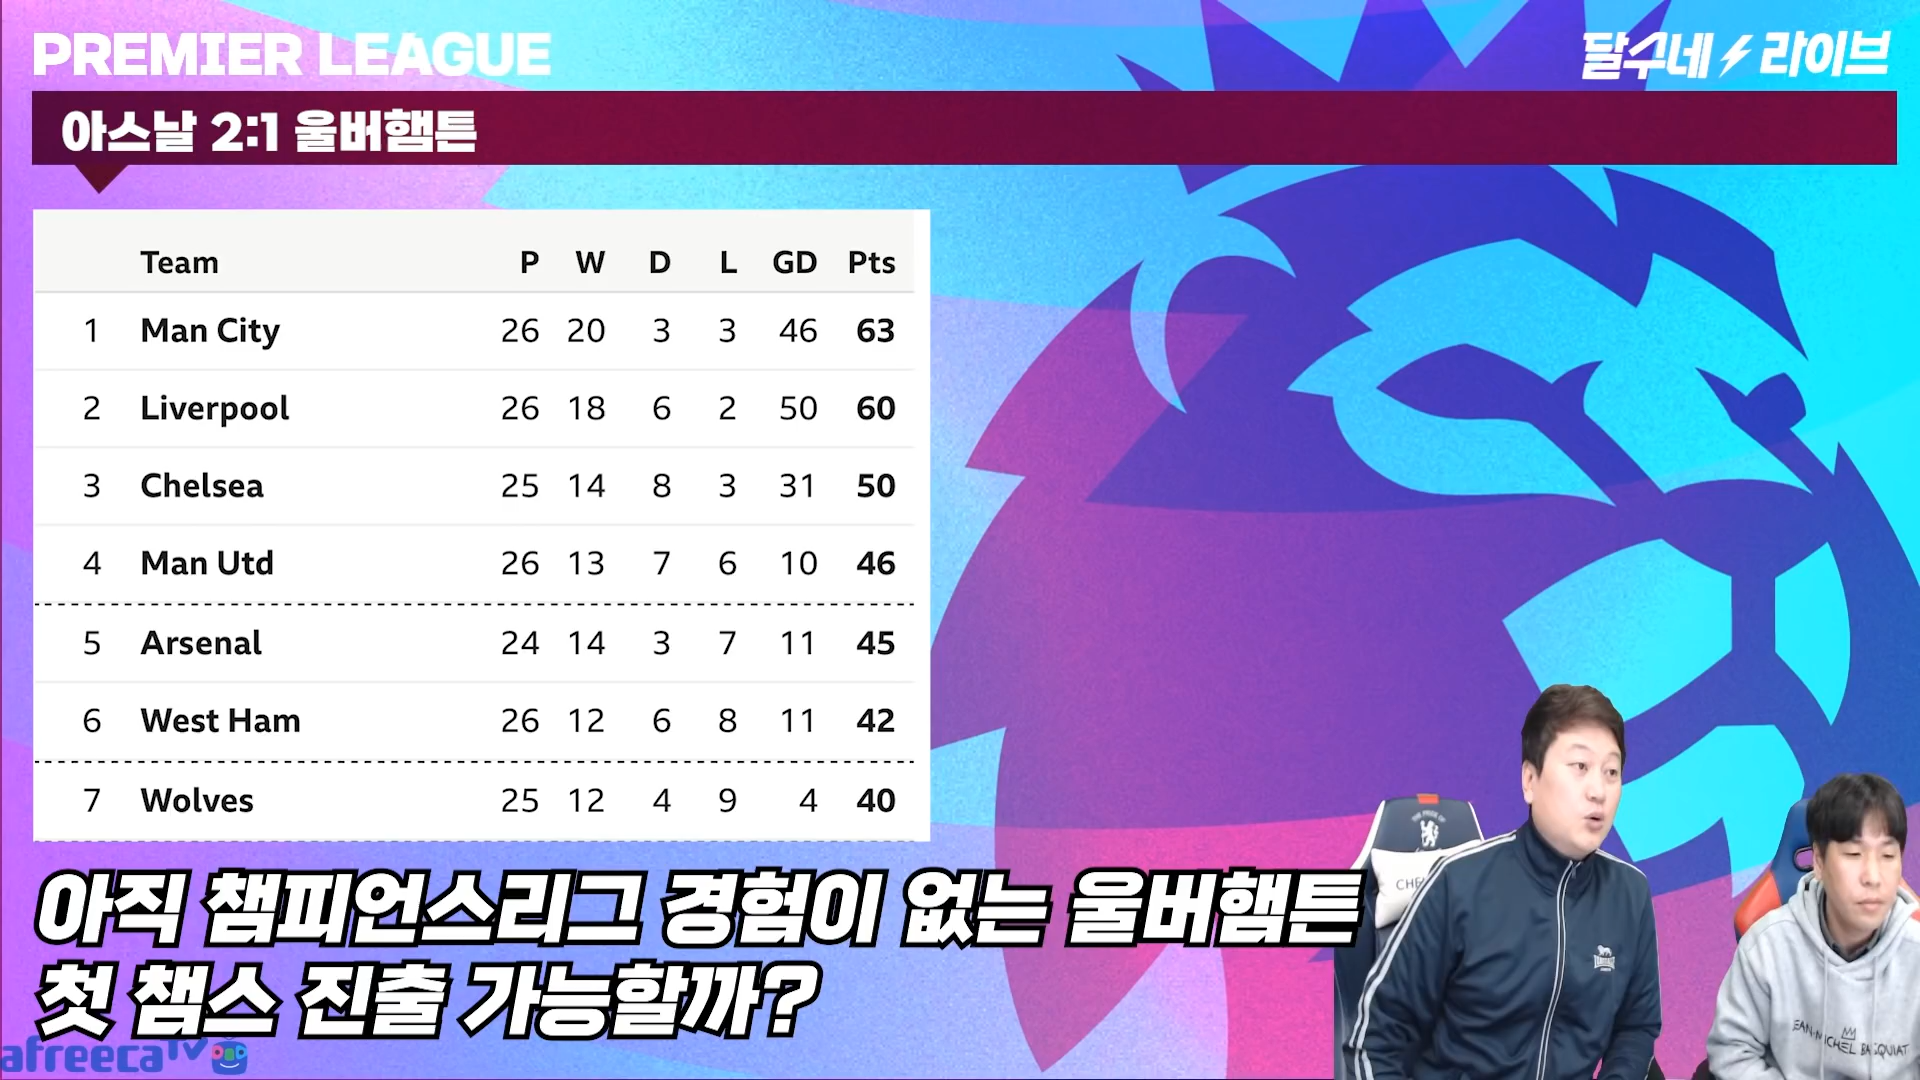 PREMIER LEAGUE
달수네 라이브
아스날 2:1 울버햄튼
Team P W D L GD Pts
1 Man City 26 20 3 3 46 63
2 Liverpool 26 18 6 2 50 60
3 Chelsea 25 14 8 3 31 50
4 Man Utd 26 13 7 6 10 46
5 Arsenal 24 14 3 7 11 45
6 West Ham 26 12 6 8 11 42
7 Wolves 25 12 4 9 4 40
아직 챔피언스리그 경험이 없는 울버햄튼
첫 챔스 진출 가능할까?
afreecaTV
CHE